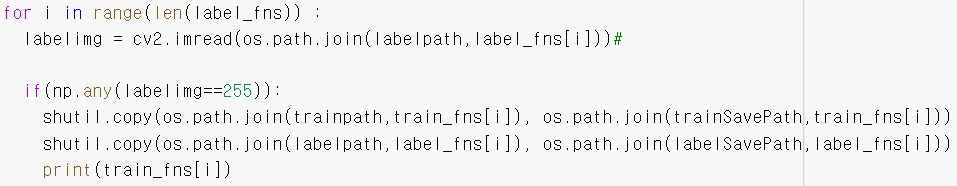 for i in range(len(label_fns)) :
  labelimg = cv2.imread(os.path.join(labelpath,label_fns[i]))#
  if(np.any(labelimg==255)):
    shutil.copy(os.path.join(trainpath,train_fns[i]), os.path.join(trainSavePath,train_fns[i]))
    shutil.copy(os.path.join(labelpath,label_fns[i]), os.path.join(labelSavePath,label_fns[i]))
    print(train_fns[i])